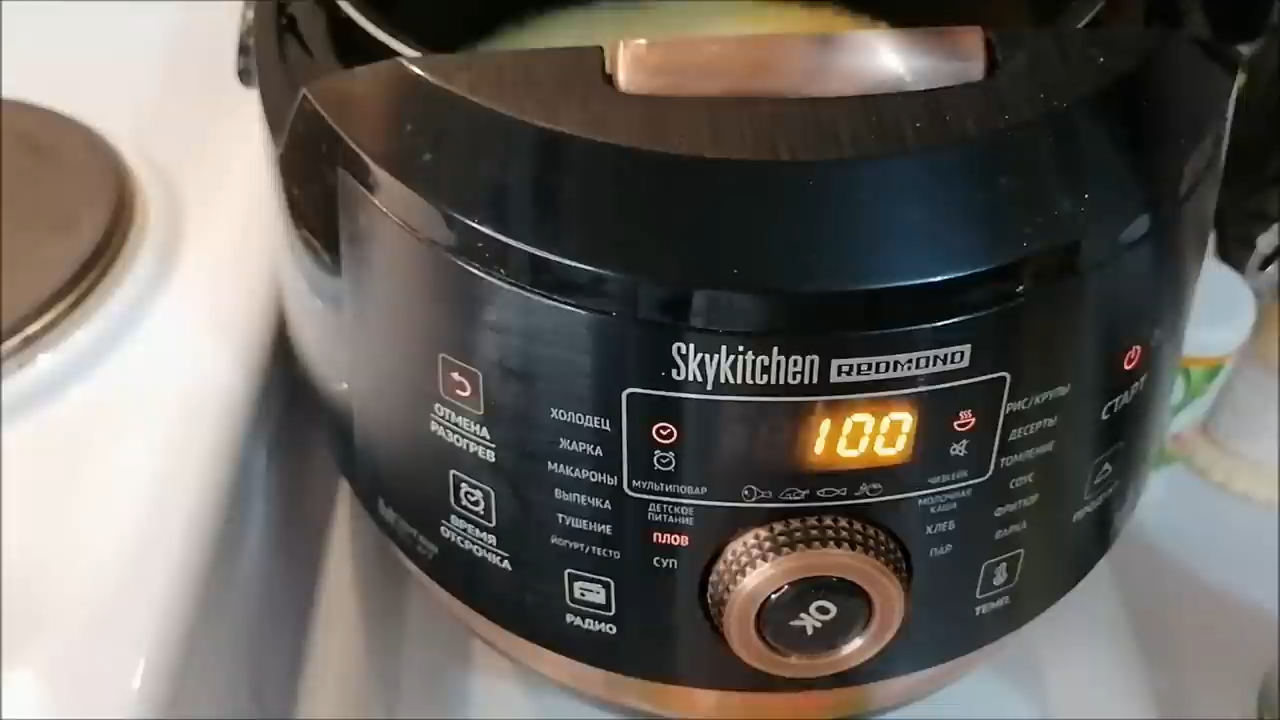 Skykitchen REDMOND
100
МУЛЬТИПОВАР
ДЕТСКОЕ
ПИТАНИЕ
ПЛОВ
СУП
ЧИЗКЕЙК
МОЛОЧНАЯ
КАША
ХЛЕБ
ПАР
ОТМЕНА
РАЗОГРЕВ
ВРЕМЯ
ОТСРОЧКА
ХОЛОДЕЦ
ЖАРКА
МАКАРОНЫ
ВЫПЕЧКА
ТУШЕНИЕ
ЙОГУРТ/ТЕСТО
РАДИО
OK
РИС/КРУПЫ
ДЕСЕРТЫ
ТОМЛЕНИЕ
СОУС
ФРИТЮР
ВАРКА
ТЕМП.
СТАРТ